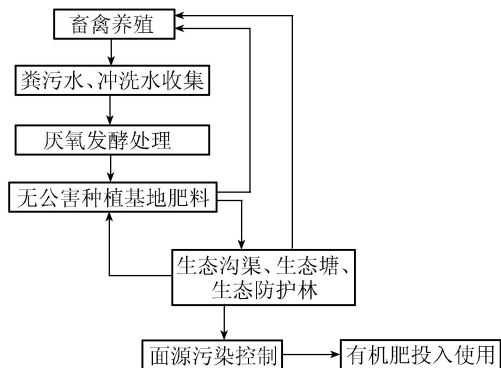 畜禽养殖
粪污水、冲洗水收集
厌氧发酵处理
无公害种植基地肥料
生态沟渠、生态塘、
生态防护林
面源污染控制
有机肥投入使用